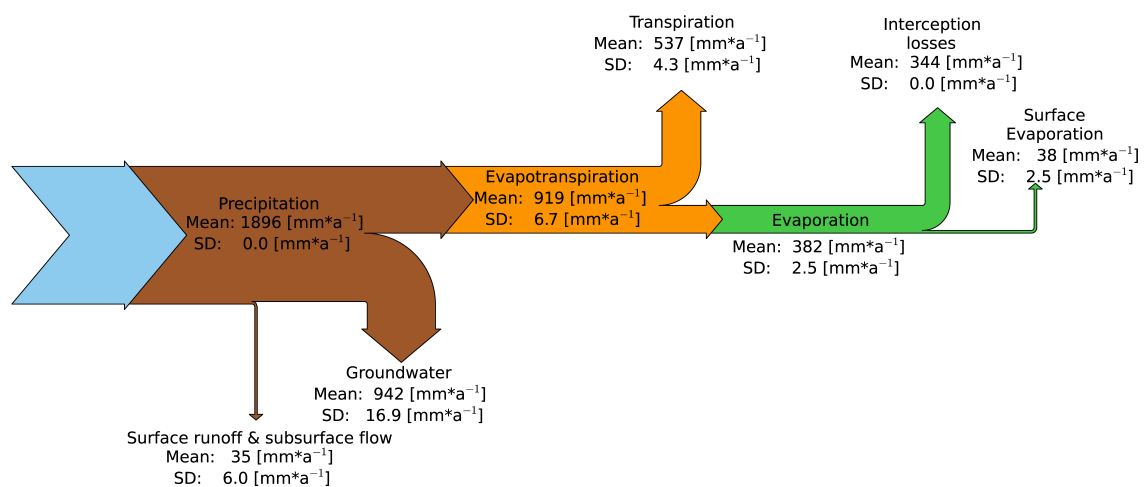 Transpiration
Mean: 537 [mm*a⁻¹]
SD: 4.3 [mm*a⁻¹]
Interception
losses
Mean: 344 [mm*a⁻¹]
SD: 0.0 [mm*a⁻¹]
Surface
Evaporation
Mean: 38 [mm*a⁻¹]
SD: 2.5 [mm*a⁻¹]
Evapotranspiration
Mean: 919 [mm*a⁻¹]
SD: 6.7 [mm*a⁻¹]
Precipitation
Mean: 1896 [mm*a⁻¹]
SD: 0.0 [mm*a⁻¹]
Evaporation
Mean: 382 [mm*a⁻¹]
SD: 2.5 [mm*a⁻¹]
Groundwater
Mean: 942 [mm*a⁻¹]
SD: 16.9 [mm*a⁻¹]
Surface runoff & subsurface flow
Mean: 35 [mm*a⁻¹]
SD: 6.0 [mm*a⁻¹]